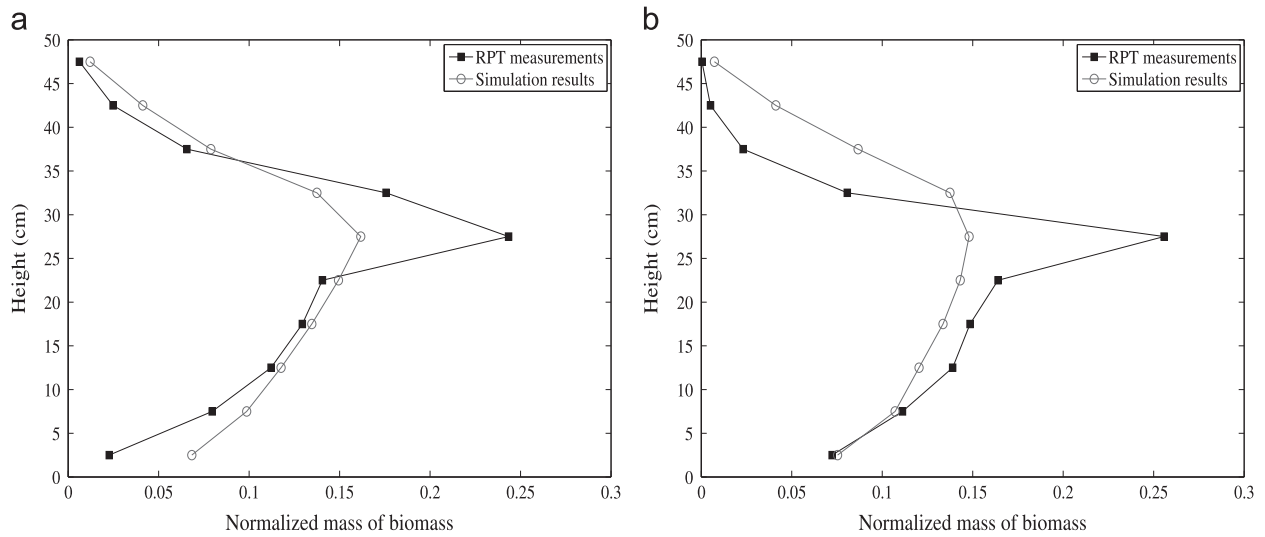 a
50
45
40
35
30
25
20
15
10
5
0
0 0.05 0.1 0.15 0.2 0.25 0.3
Height (cm)
Normalized mass of biomass
RPT measurements
Simulation results
b
50
45
40
35
30
25
20
15
10
5
0
0 0.05 0.1 0.15 0.2 0.25 0.3
Height (cm)
Normalized mass of biomass
RPT measurements
Simulation results